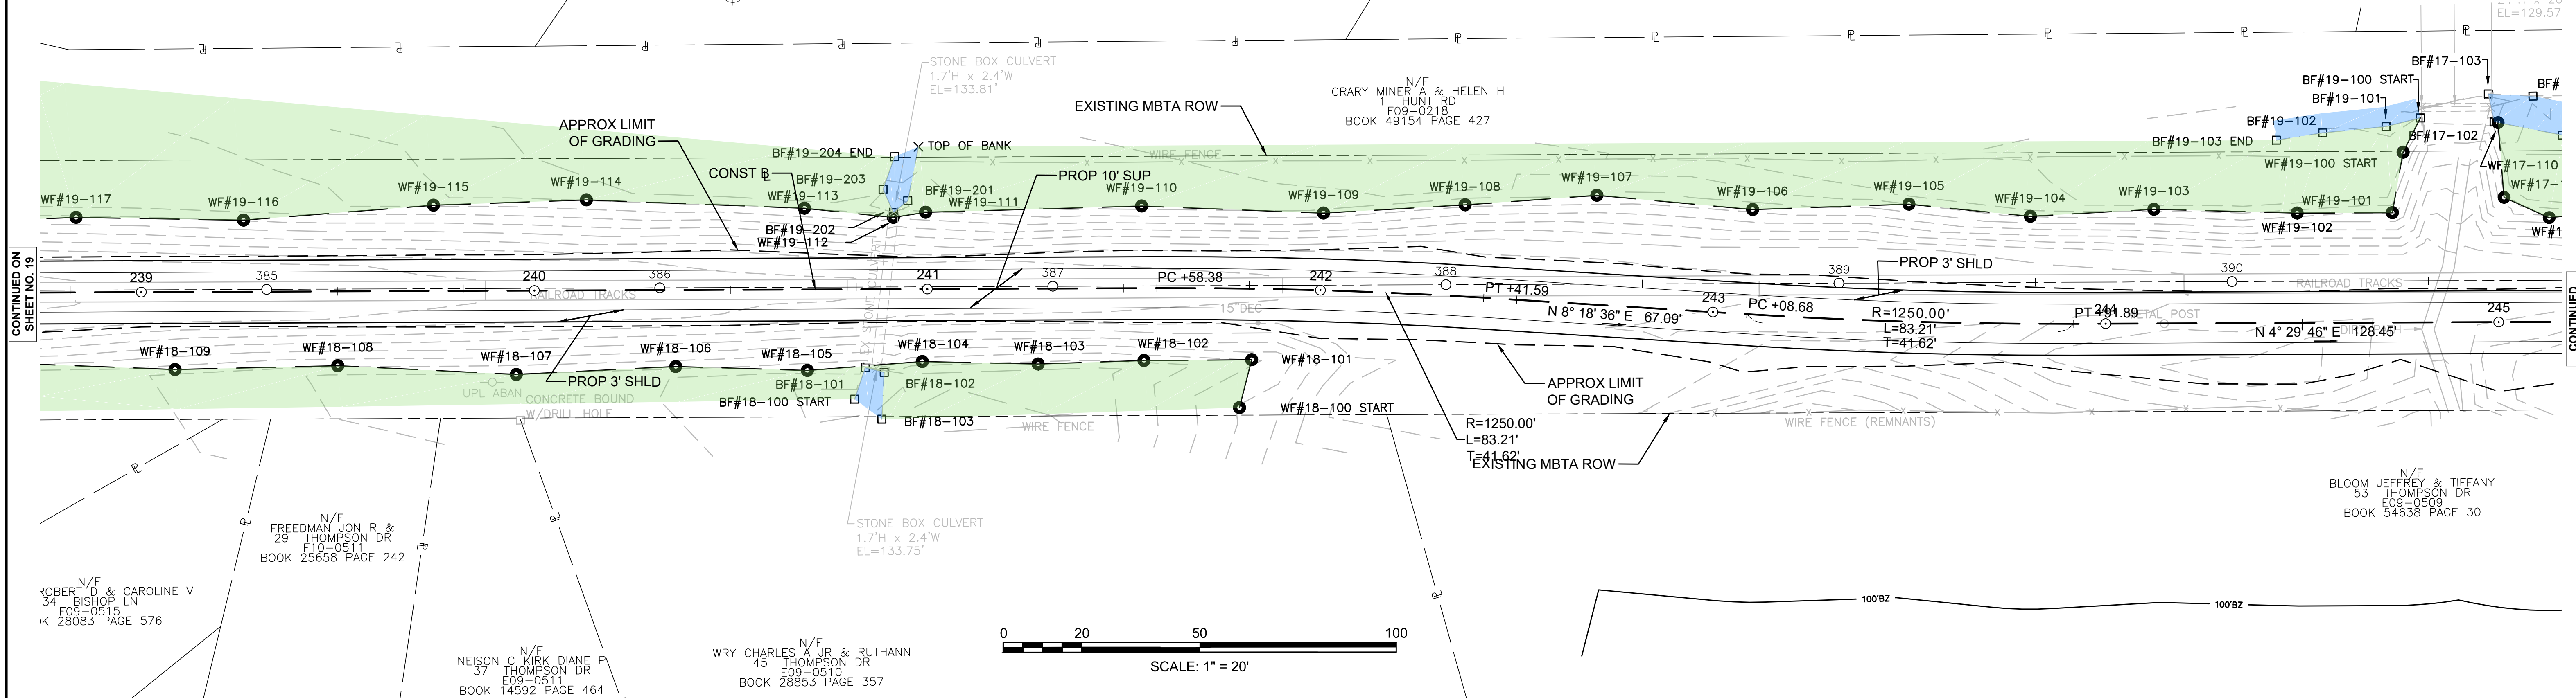 EL=129.57
BF#17-103
BF#19-100 START
BF#19-101
BF#19-102
BF#17-102
BF#19-103 END
WF#19-100 START
WF#17-110
STONE BOX CULVERT
1.7'H x 2.4'W
EL=133.81'
N/F
CRARY MINER A & HELEN H
1 HUNT RD
F09-0218
BOOK 49154 PAGE 427
EXISTING MBTA ROW
APPROX LIMIT
OF GRADING
BF#19-204 END
TOP OF BANK
WIRE FENCE
CONST B
BF#19-203
PROP 10' SUP
WF#19-117
WF#19-116
WF#19-115
WF#19-114
WF#19-113
BF#19-201
WF#19-111
WF#19-110
WF#19-109
WF#19-108
WF#19-107
WF#19-106
WF#19-105
WF#19-104
WF#19-103
WF#19-101
WF#19-102
BF#19-202
WF#19-112
CONTINUED ON
SHEET NO. 19
239
385
240
386
241
387
PC +58.38
242
388
PT +41.59
243
PC +08.68
389
PROP 3' SHLD
390
244
PT +91.89
245
RAILROAD TRACKS
RAILROAD TRACKS
EX STONE CULVERT
15"DEC
N 8° 18' 36" E 67.09'
R=1250.00'
L=83.21'
T=41.62'
METAL POST
N 4° 29' 46" E 128.45'
CONTINUED
WF#18-109
WF#18-108
WF#18-107
WF#18-106
WF#18-105
WF#18-104
WF#18-103
WF#18-102
WF#18-101
PROP 3' SHLD
UPL ABAN
CONCRETE BOUND
W/DRILL HOLE
BF#18-101
BF#18-102
BF#18-100 START
BF#18-103
WIRE FENCE
WF#18-100 START
APPROX LIMIT
OF GRADING
WIRE FENCE (REMNANTS)
R=1250.00'
L=83.21'
T=41.62'
EXISTING MBTA ROW
STONE BOX CULVERT
1.7'H x 2.4'W
EL=133.75'
N/F
FREEDMAN JON R &
29 THOMPSON DR
F10-0511
BOOK 25658 PAGE 242
N/F
BLOOM JEFFREY & TIFFANY
53 THOMPSON DR
E09-0509
BOOK 54638 PAGE 30
N/F
ROBERT D & CAROLINE V
34 BISHOP LN
F09-0515
K 28083 PAGE 576
N/F
NEISON C KIRK DIANE P
37 THOMPSON DR
E09-0511
BOOK 14592 PAGE 464
N/F
WRY CHARLES A JR & RUTHANN
45 THOMPSON DR
E09-0510
BOOK 28853 PAGE 357
0 20 50 100
SCALE: 1" = 20'
100'BZ
100'BZ